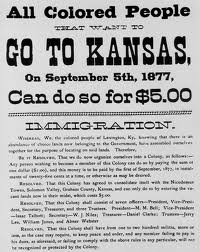 All Colored People
THAT WANT TO
GO TO KANSAS,
On September 5th, 1877,
Can do so for $5.00
IMMIGRATION.
WHEREAS, We, the colored people of Lexington, Ky., knowing that there is an
abundance of choice lands now belonging to the Government, have assembled ourselves
together for the purpose of locating on said lands. Therefore,
BE IT RESOLVED, That we do now organize ourselves into a Colony, as follows:—
Any person wishing to become a member of this Colony can do so by paying the sum of
one dollar ($1.00), and this money is to be paid by the first of September, 1877, in instal-
ments of twenty-five cents at a time, or otherwise as may be desired.
RESOLVED, That this Colony has agreed to consolidate itself with the Nicodemus
Towns, Solomon Valley, Graham County, Kansas, and can only do so by entering the va-
cant lands now in their midst, which costs $5.00.
RESOLVED, That this Colony shall consist of seven officers—President, Vice-Presi-
dent, Secretary, Treasurer, and three Trustees. President—M. M. Bell; Vice-President
—Isaac Talbott; Secretary—W. J. Niles; Treasurer—Daniel Clarke; Trustees—Jerry
Lee, William Jones, and Abner Webster.
RESOLVED, That this Colony shall have from one to two hundred militia, more or
less, as the case may require, to keep peace and order, and any member failing to pay in
his dues, as aforesaid, or failing to comply with the above rules in any particular, will not
be recognized or protected by the Colony.